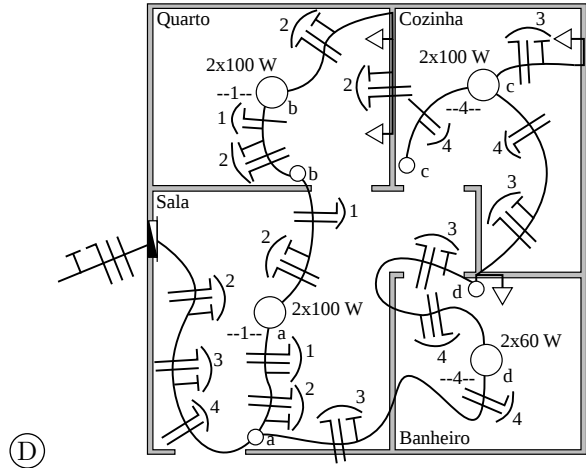 Quarto
2
Cozinha
3
2x100 W
2x100 W
--1--
b
2
c
--4--
1
4
4
2
b
c
Sala
1
3
2
3
2
d
2x100 W
--1--
a
2x60 W
1
4
3
--4--
d
2
3
4
4
a
Banheiro
D